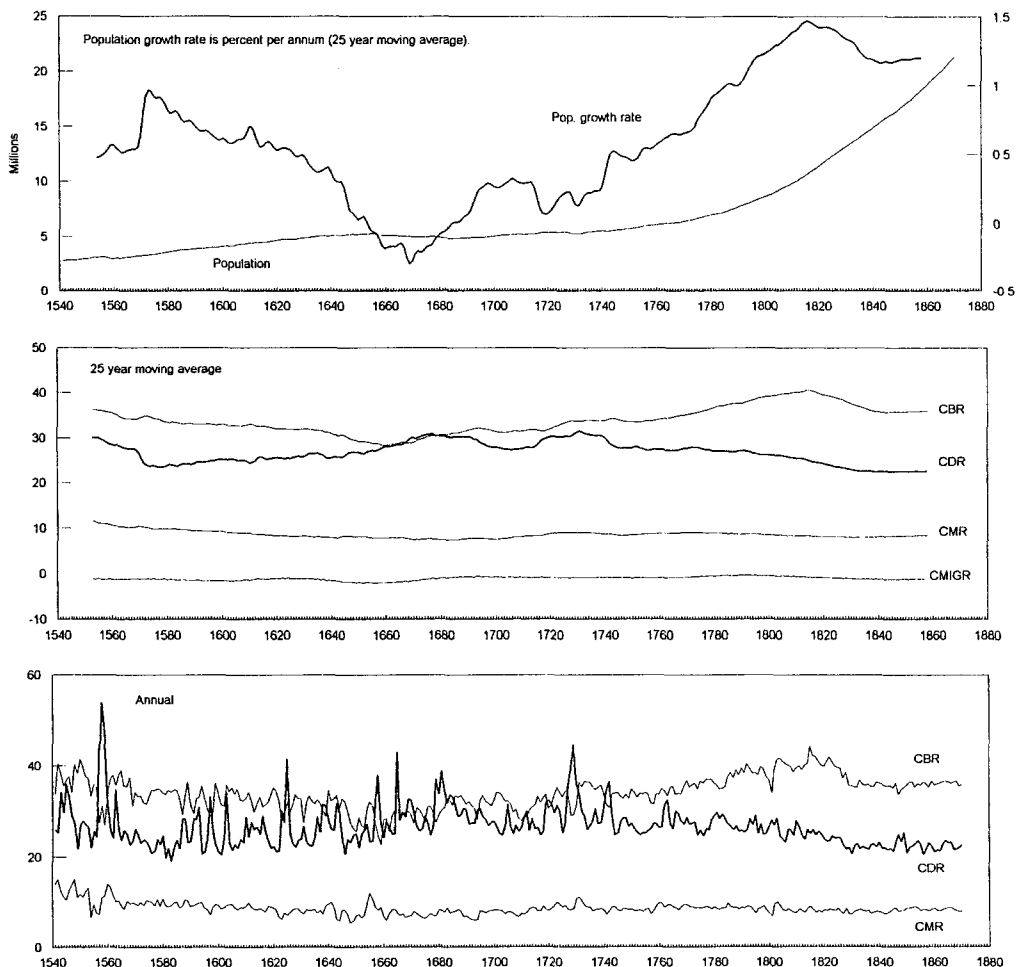 Population growth rate is percent per annum (25 year moving average).
Millions
25
20
15
10
5
0
1.5
1
0.5
0
-0.5
Pop. growth rate
Population
1540 1560 1580 1600 1620 1640 1660 1680 1700 1720 1740 1760 1780 1800 1820 1840 1860 1880
25 year moving average
50
40
30
20
10
0
-10
CBR
CDR
CMR
CMIGR
1540 1560 1580 1600 1620 1640 1660 1680 1700 1720 1740 1760 1780 1800 1820 1840 1860 1880
Annual
60
40
20
0
CBR
CDR
CMR
1540 1560 1580 1600 1620 1640 1660 1680 1700 1720 1740 1760 1780 1800 1820 1840 1860 1880